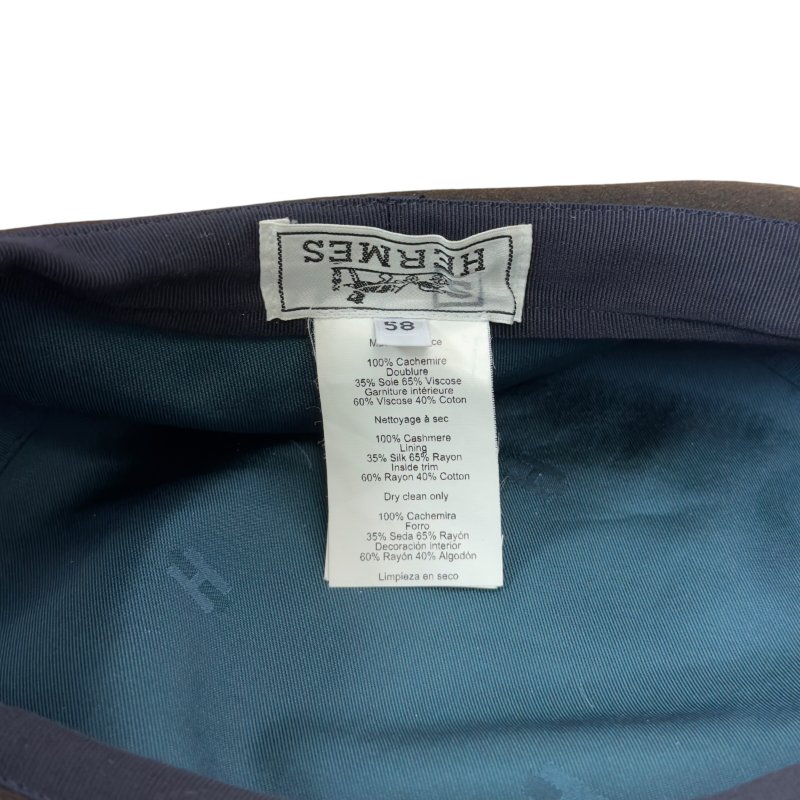 HERMES
58
100% Cachemire
Doublure
35% Soie 65% Viscose
Garniture intérieure
60% Viscose 40% Coton
Nettoyage à sec
100% Cashmere
Lining
35% Silk 65% Rayon
Inside trim
60% Rayon 40% Cotton
Dry clean only
100% Cachemira
Forro
35% Seda 65% Rayón
Decoración interior
60% Rayón 40% Algodón
Limpieza en seco
H